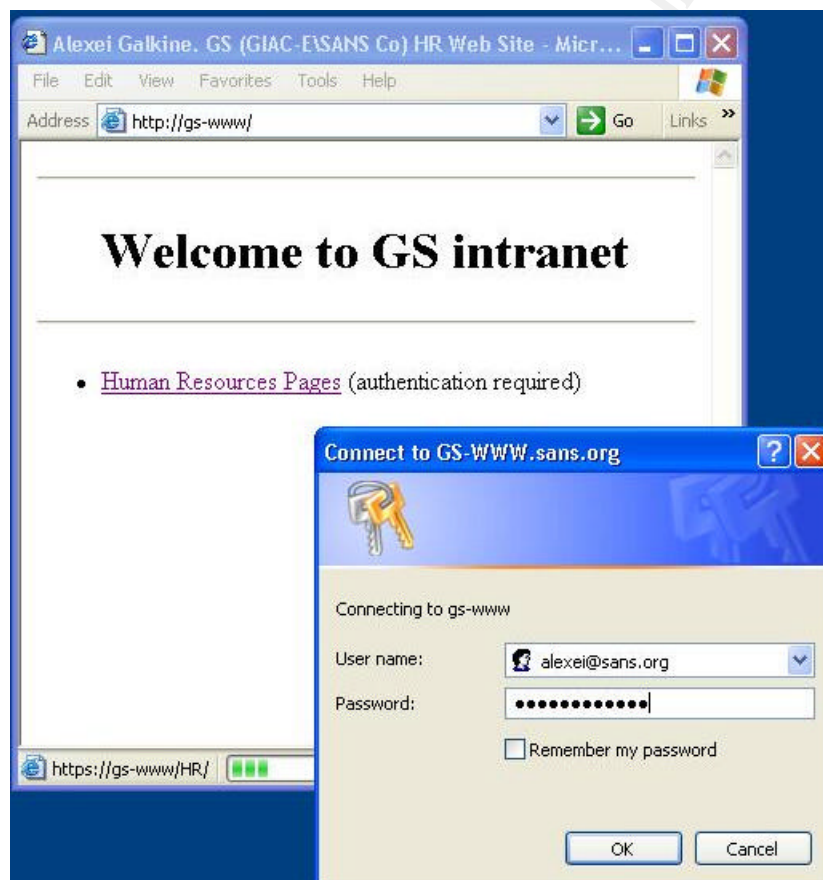 Alexei Galkine. GS (GIAC-E\SANS Co) HR Web Site - Micr...
File Edit View Favorites Tools Help
Address http://gs-www/ Go Links »
Welcome to GS intranet
• Human Resources Pages (authentication required)
Connect to GS-WWW.sans.org
Connecting to gs-www
User name: alexei@sans.org
Password: ●●●●●●●●●●●●
Remember my password
https://gs-www/HR/
OK Cancel